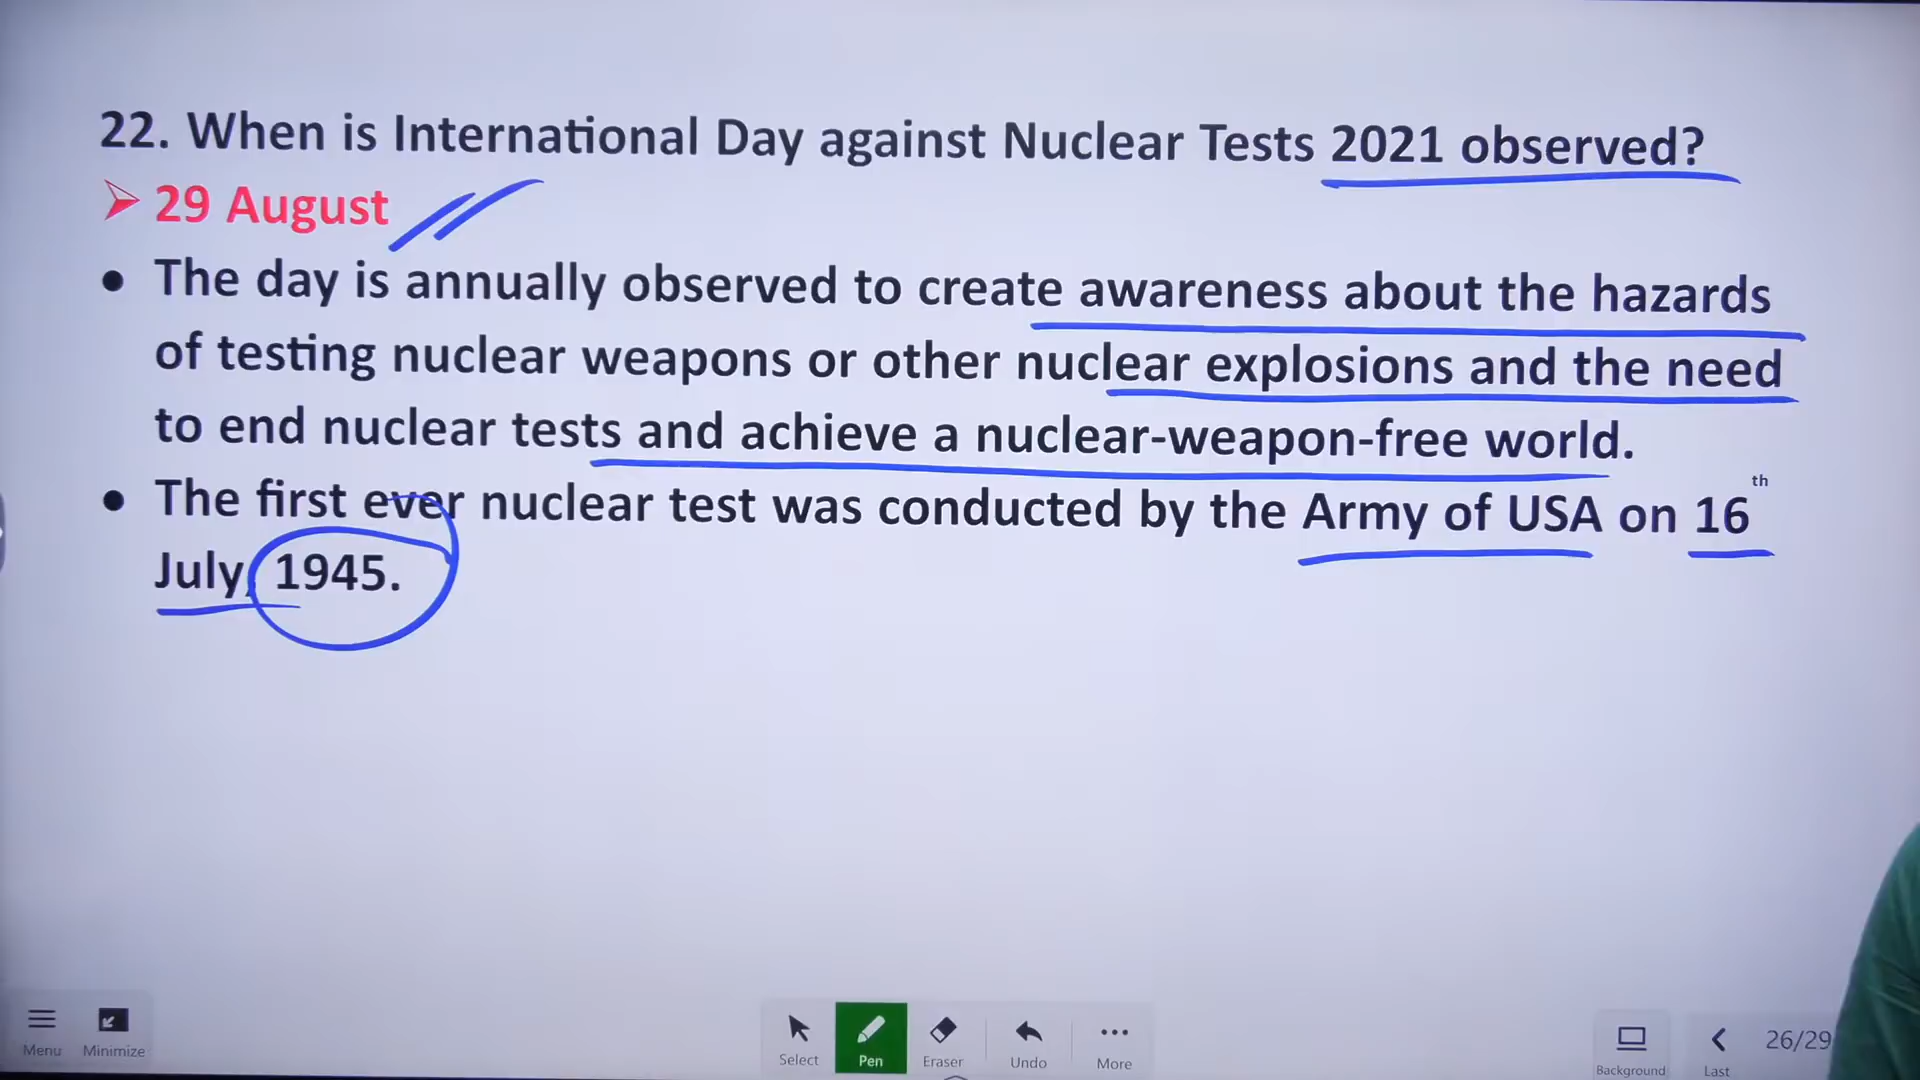 22. When is International Day against Nuclear Tests 2021 observed?
29 August
The day is annually observed to create awareness about the hazards
of testing nuclear weapons or other nuclear explosions and the need
to end nuclear tests and achieve a nuclear-weapon-free world.
The first ever nuclear test was conducted by the Army of USA on 16th
July, 1945.
Menu
Minimize
Select
Pen
Eraser
Undo
More
Background
Last
26/29